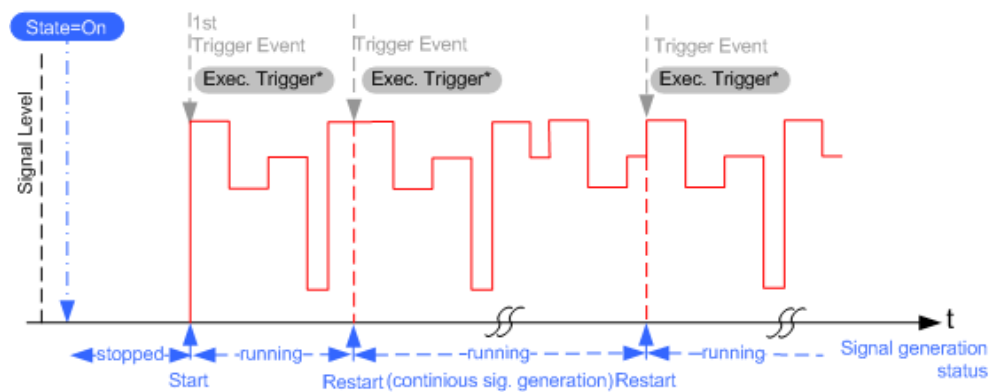 State=On
1st
Trigger Event
Trigger Event
Trigger Event
Exec. Trigger*
Exec. Trigger*
Exec. Trigger*
Signal Level
t
stopped
running
running
running
Signal generation
status
Start
Restart (continious sig. generation) Restart